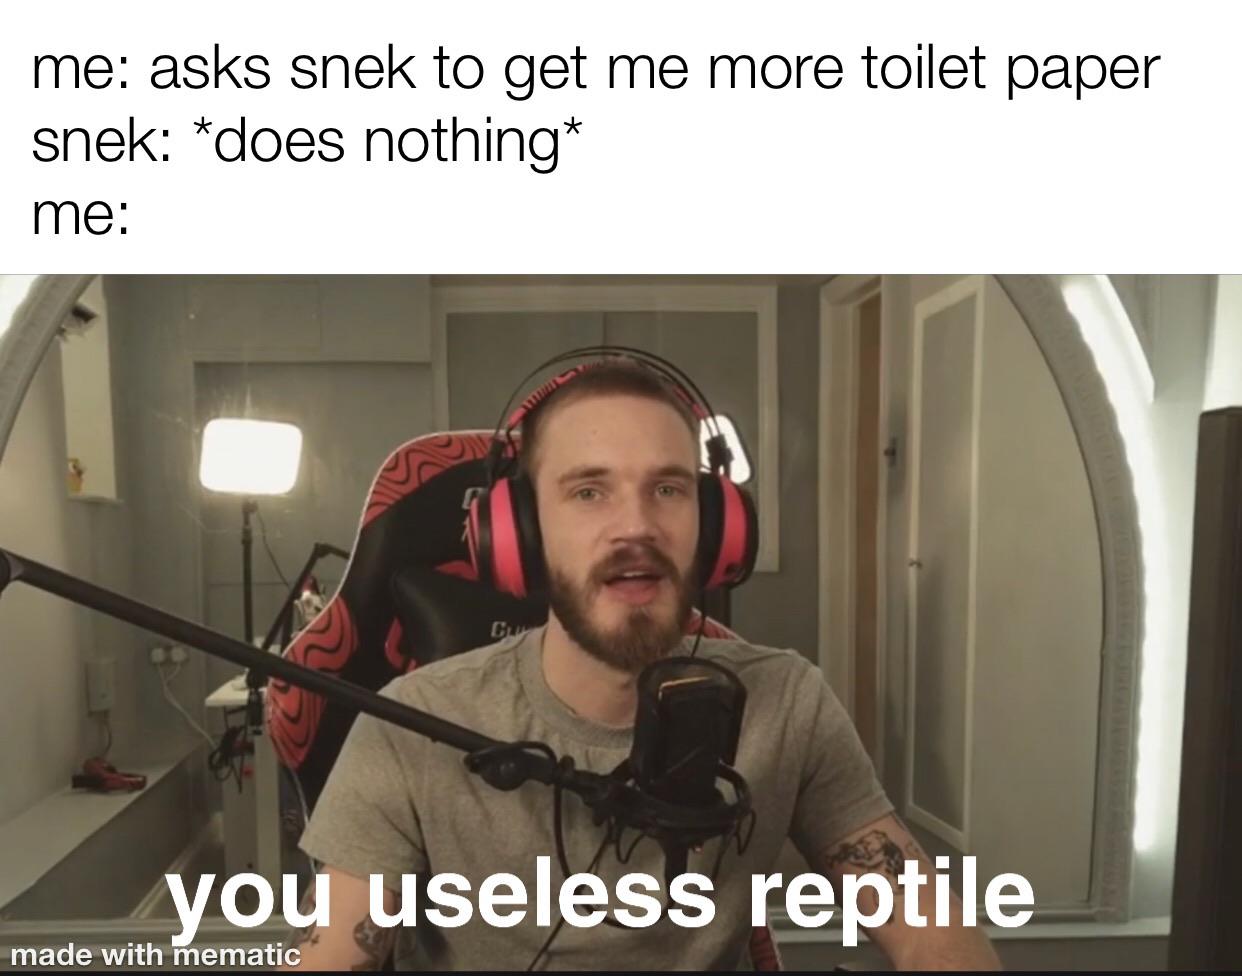 me: asks snek to get me more toilet paper
snek: *does nothing*
me:
you useless reptile
made with mematic